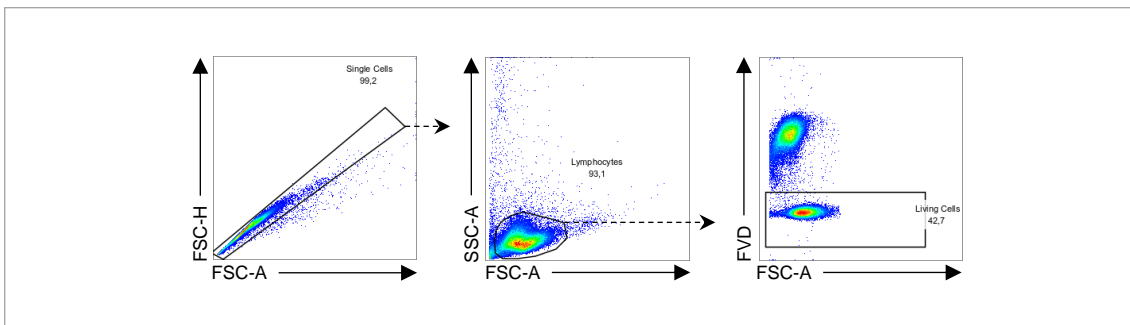 Single Cells
99,2
FSC-H
FSC-A
Lymphocytes
93,1
SSC-A
FSC-A
Living Cells
42,7
FVD
FSC-A